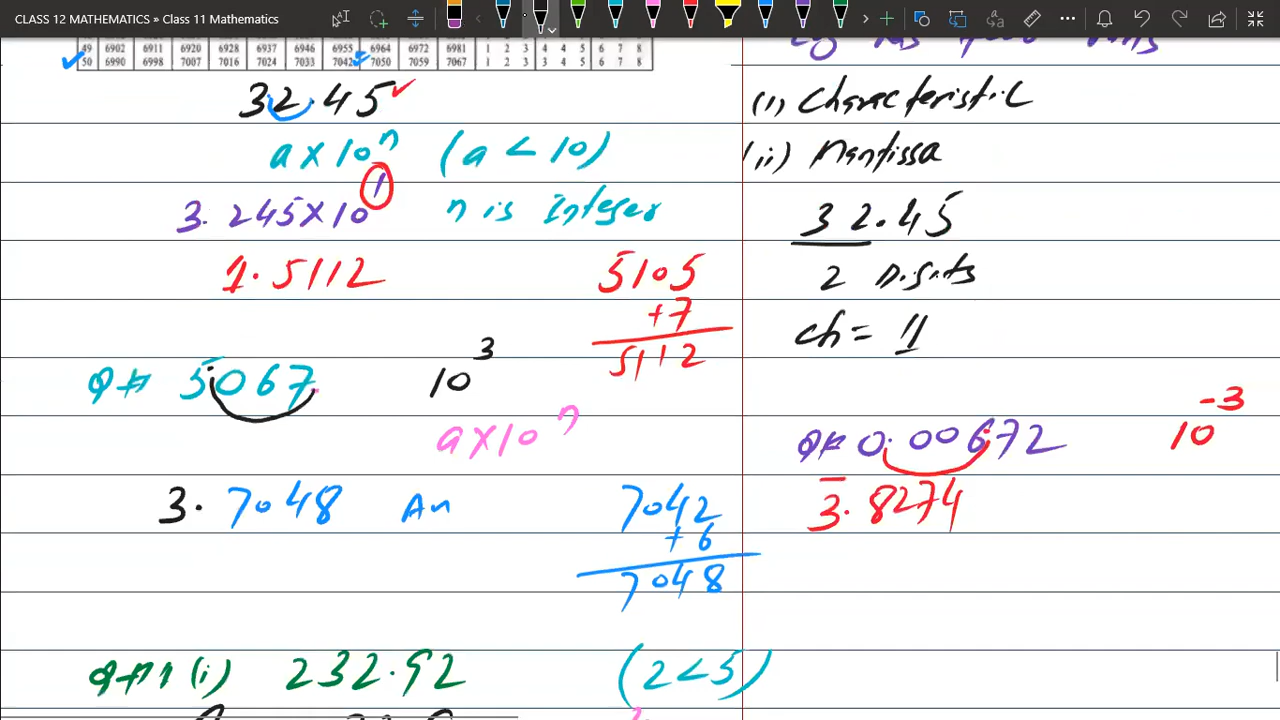 CLASS 12 MATHEMATICS » Class 11 Mathematics
49 6902 6911 6920 6928 6937 6946 6955 6964 6972 6981 1 2 3 4 4 5 6 7 8
50 6990 6998 7007 7016 7024 7033 7042 7050 7059 7067 1 2 3 3 4 5 6 7 8
32.45
a×10ⁿ (a < 10)
3.245×10¹ n is Integer
1.5112
5105
+7
5112
Q# 5067 10³
a×10ⁿ
3.7048 An
7042
+6
7048
Q#1 (i) 232.92 (2<5)
(i) Characteristic
(ii) Mantissa
32.45
2 Digits
ch = 1
Q# 0.00672 10⁻³
3̅.8274